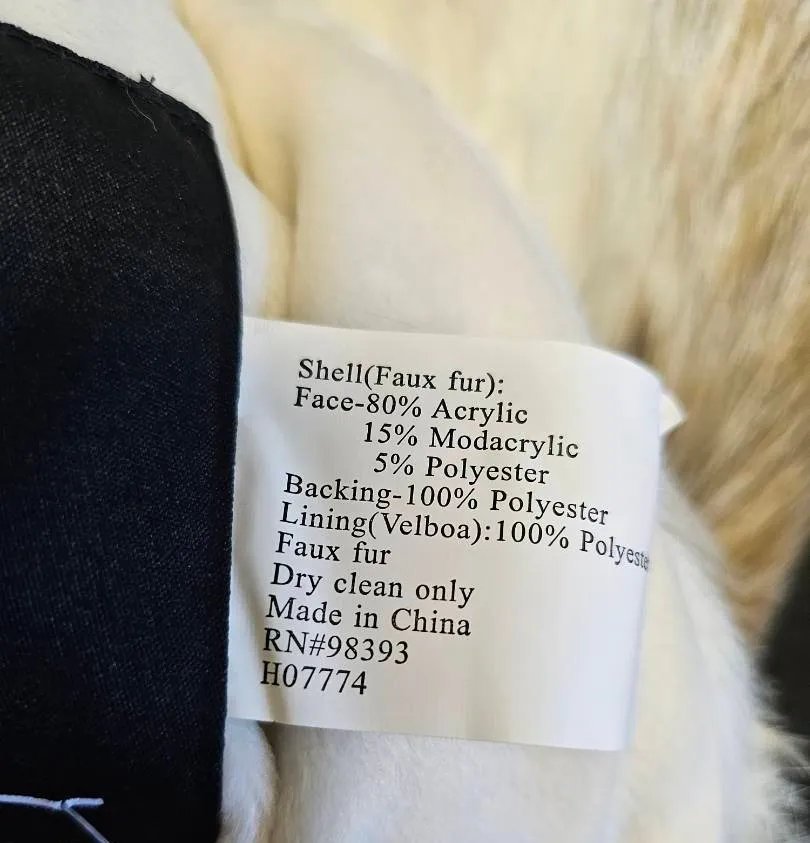 Shell(Faux fur):
Face-80% Acrylic
15% Modacrylic
5% Polyester
Backing-100% Polyester
Lining(Velboa):100% Polyester
Faux fur
Dry clean only
Made in China
RN#98393
H07774